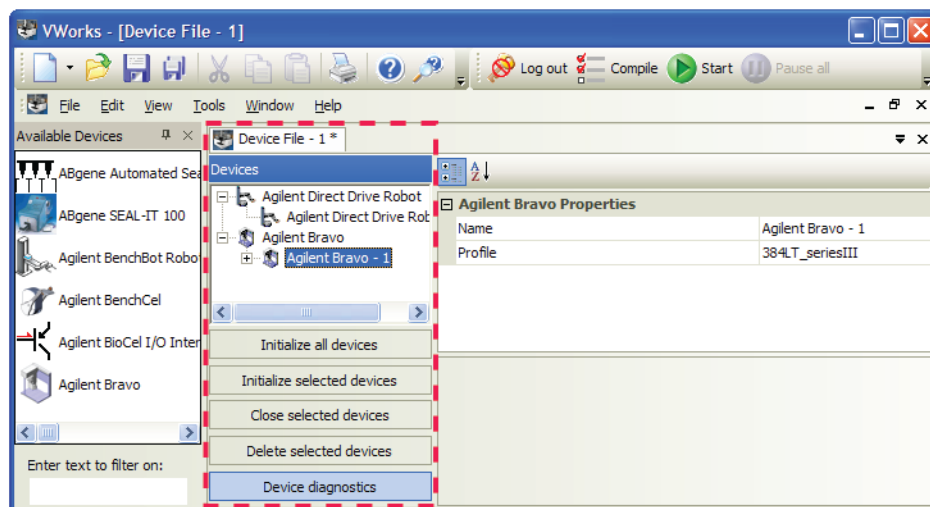 VWorks - [Device File - 1]
Log out Compile Start Pause all
File Edit View Tools Window Help
Available Devices
ABgene Automated Sea
ABgene SEAL-IT 100
Agilent BenchBot Robo
Agilent BenchCel
Agilent BioCel I/O Inter
Agilent Bravo
Enter text to filter on:
Device File - 1 *
Devices
Agilent Direct Drive Robot
Agilent Direct Drive Rob
Agilent Bravo
Agilent Bravo - 1
Initialize all devices
Initialize selected devices
Close selected devices
Delete selected devices
Device diagnostics
Agilent Bravo Properties
Name Agilent Bravo - 1
Profile 384LT_seriesIII